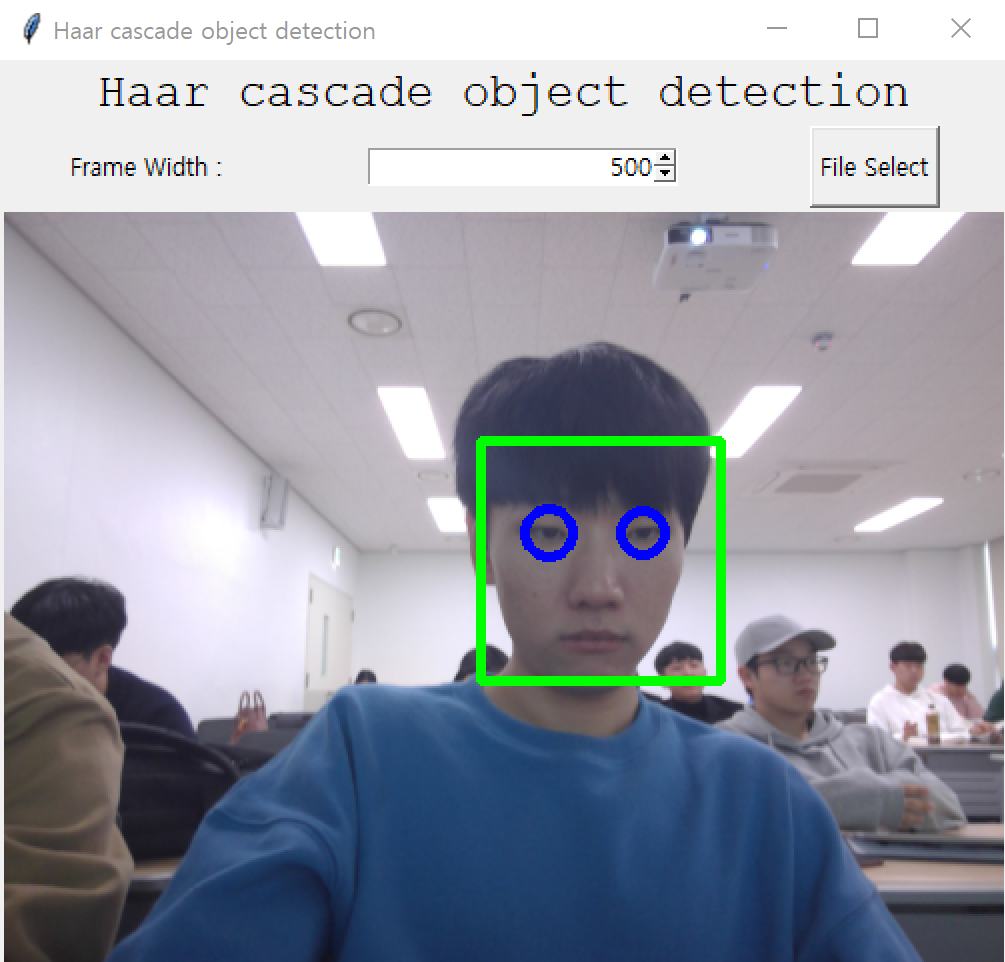 Haar cascade object detection
Haar cascade object detection
Frame Width :
500
File Select